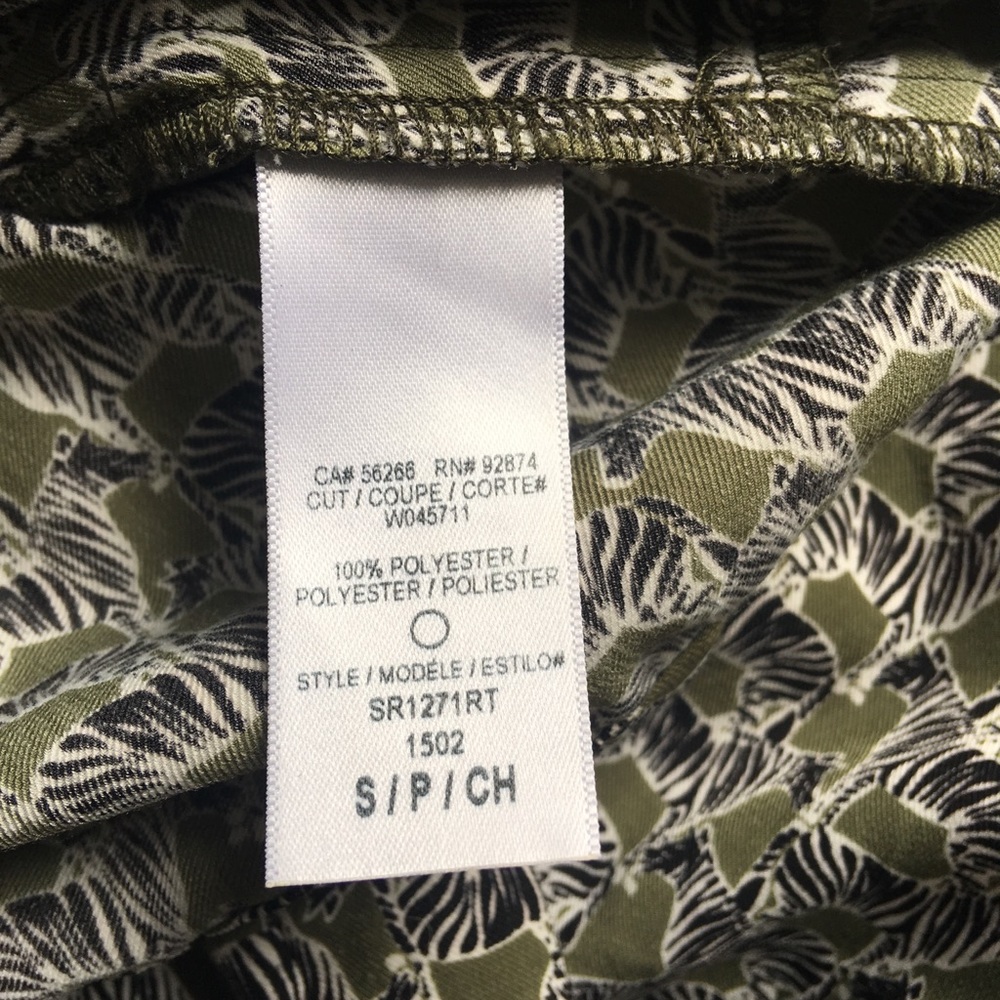 CA# 56266 RN# 92874
CUT / COUPE / CORTE#
W045711
100% POLYESTER /
POLYESTER / POLIESTER
STYLE / MODÈLE / ESTILO#
SR1271RT
1502
S / P / CH